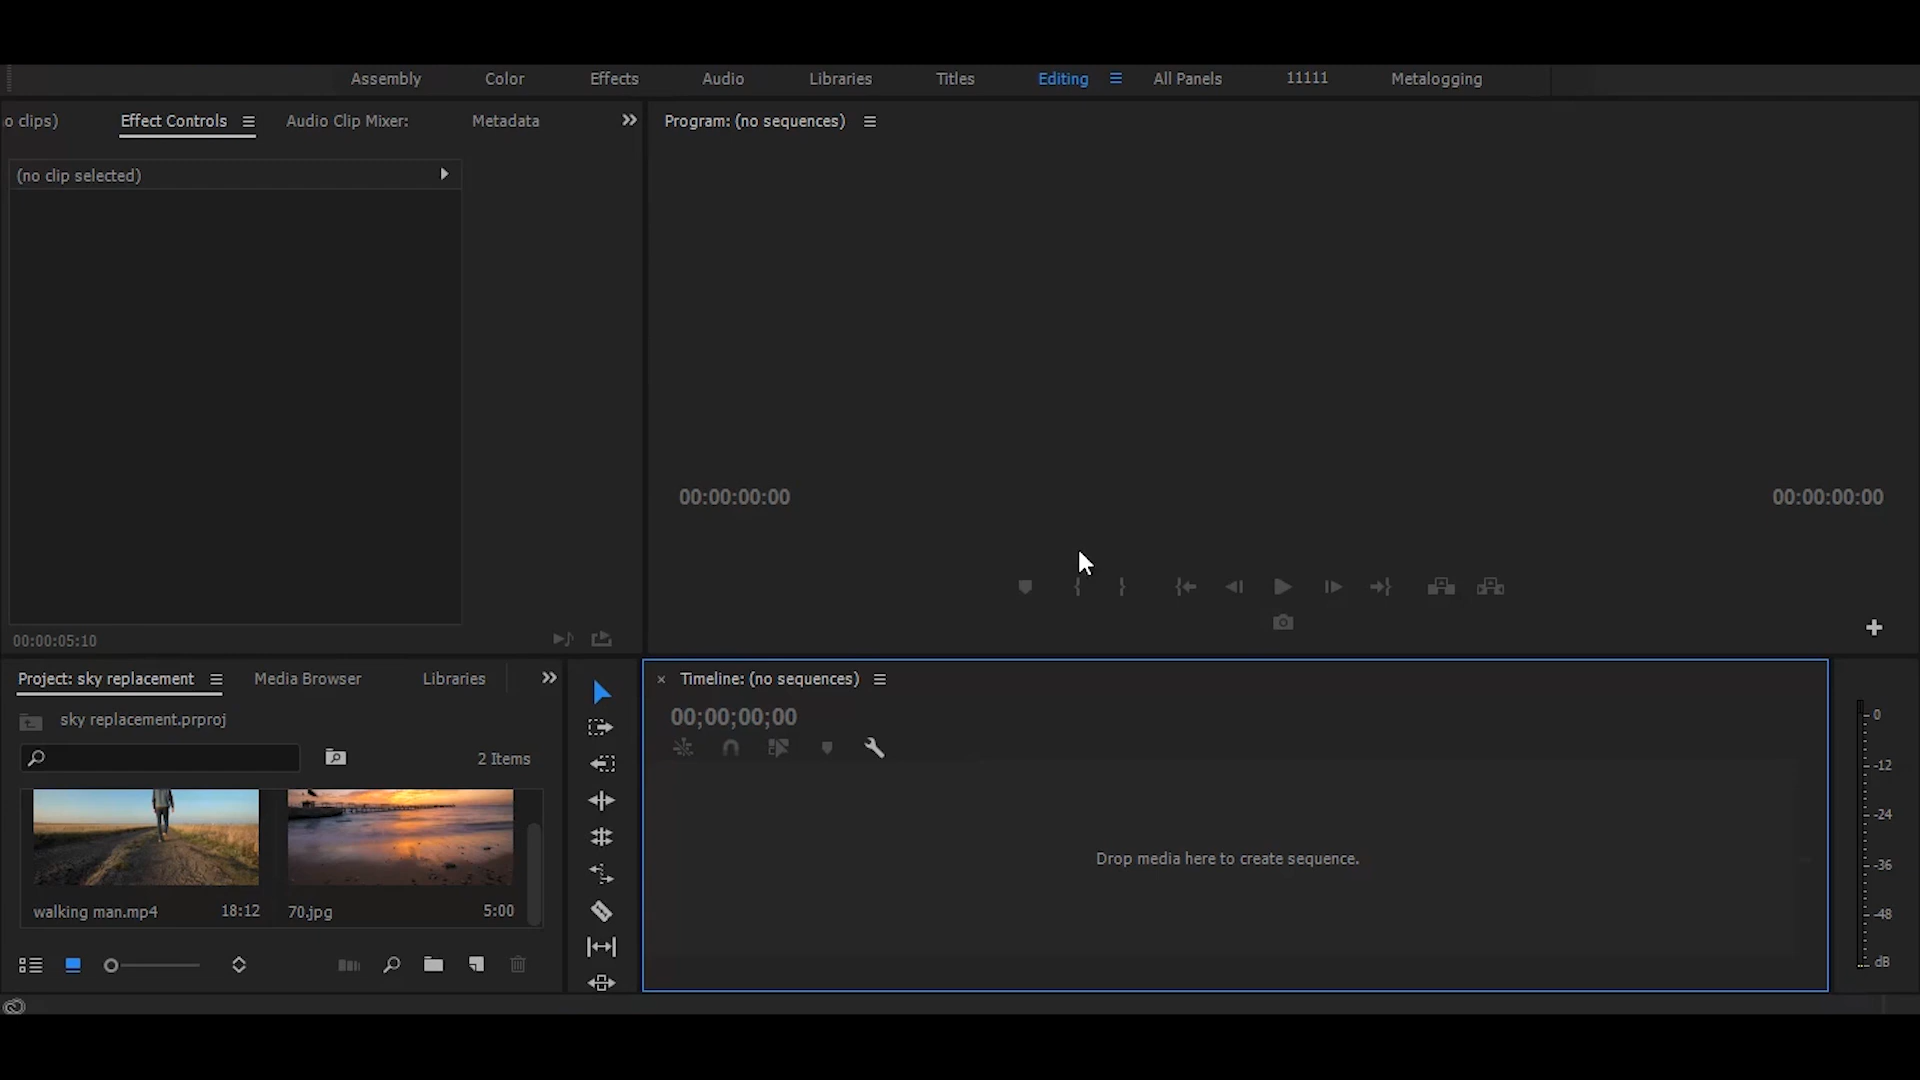 Assembly Color Effects Audio Libraries Titles Editing All Panels 11111 Metalogging
o clips) Effect Controls Audio Clip Mixer: Metadata
Program: (no sequences)
(no clip selected)
00:00:00:00
00:00:00:00
00:00:05:10
Project: sky replacement Media Browser Libraries
sky replacement.prproj
2 Items
walking man.mp4 18:12
70.jpg 5:00
Timeline: (no sequences)
00;00;00;00
Drop media here to create sequence.
0
-12
-24
-36
-48
dB